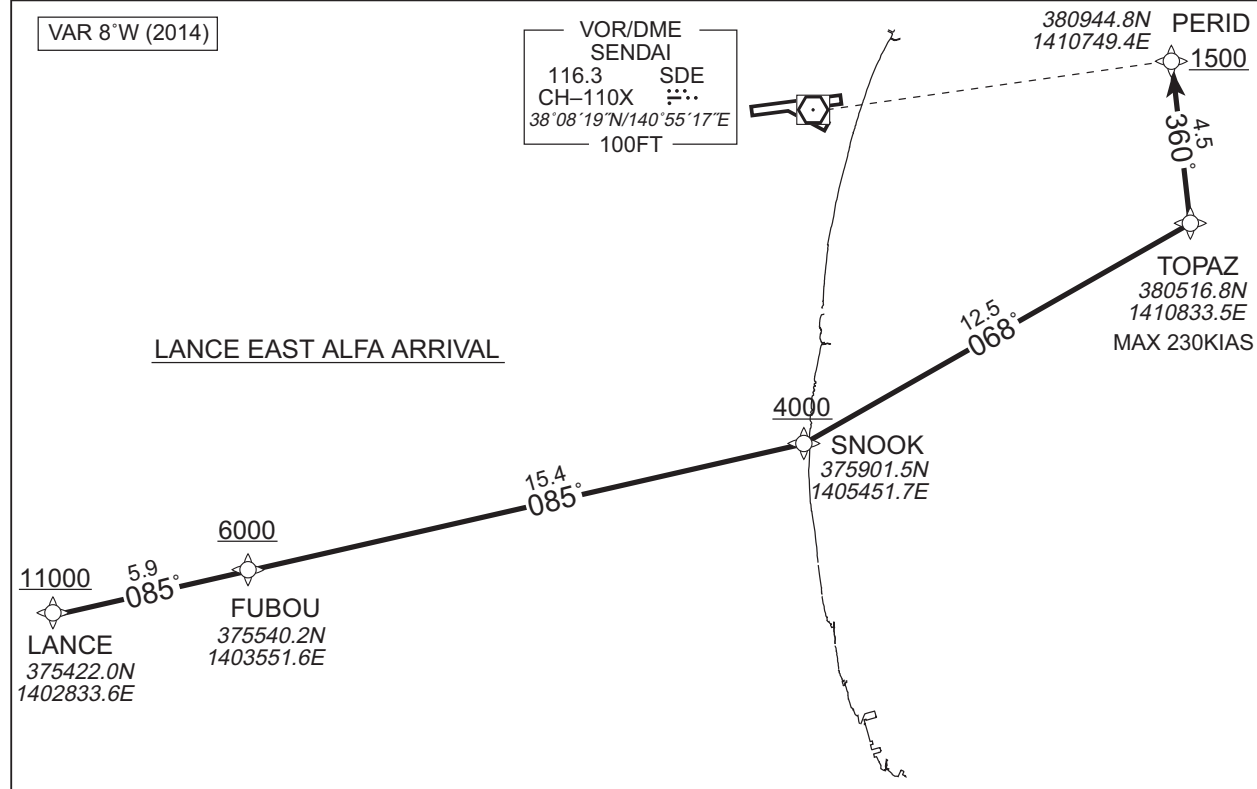 VAR 8°W (2014)
VOR/DME
SENDAI
116.3 SDE
CH–110X
38°08´19˝N/140°55´17˝E
100FT
380944.8N PERID
1410749.4E
1500
4.5
360°
TOPAZ
380516.8N
1410833.5E
MAX 230KIAS
LANCE EAST ALFA ARRIVAL
12.5
068°
4000
SNOOK
375901.5N
1405451.7E
15.4
085°
6000
FUBOU
375540.2N
1403551.6E
5.9
085°
11000
LANCE
375422.0N
1402833.6E